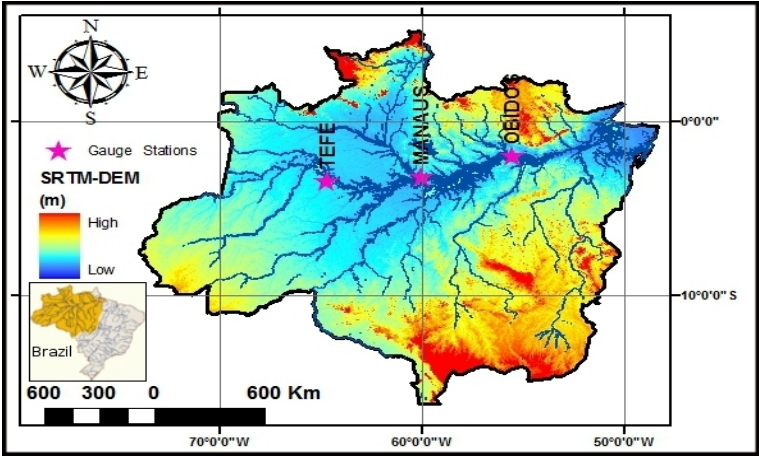 N
W E
S
Gauge Stations
SRTM-DEM
(m)
High
Low
Brazil
600 300 0 600 Km
TEFE
MANAUS
OBIDOS
0°0'0"
10°0'0" S
70°0'0"W 60°0'0"W 50°0'0"W